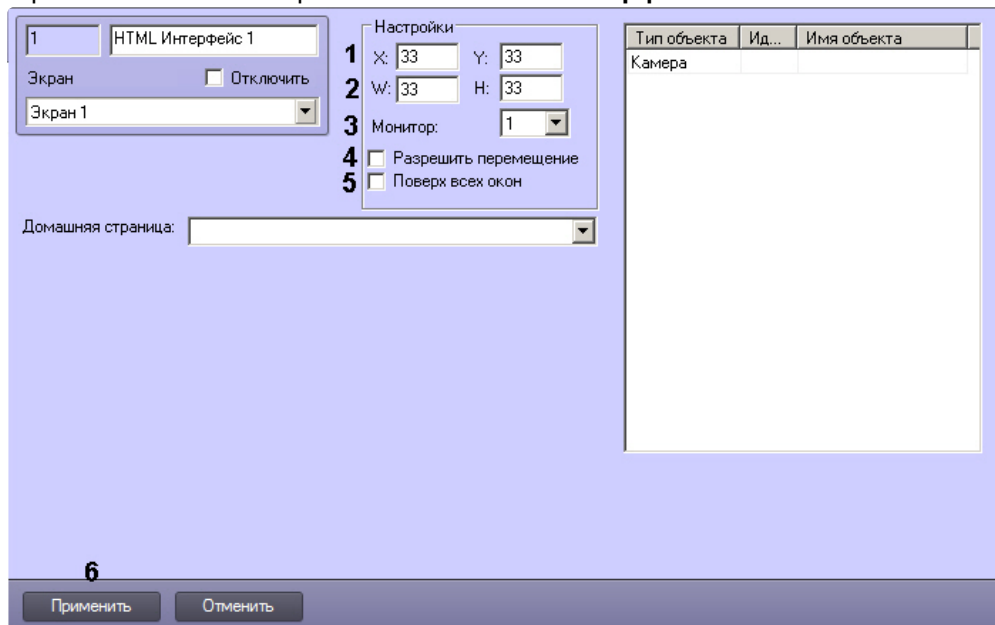 1 HTML Интерфейс 1
Экран Отключить
Экран 1
Настройки
1 X: 33 Y: 33
2 W: 33 H: 33
3 Монитор: 1
4 Разрешить перемещение
5 Поверх всех окон
Домашняя страница:
Тип объекта Ид... Имя объекта
Камера
6
Применить Отменить